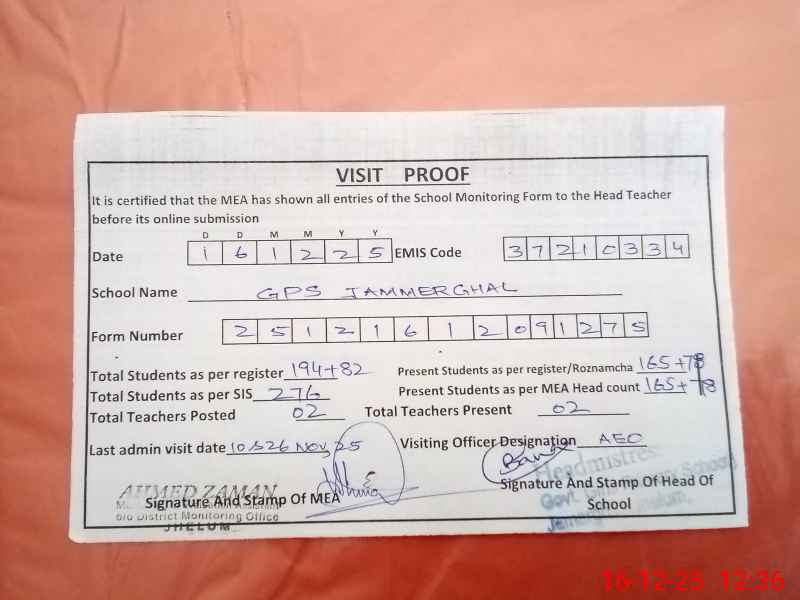 VISIT PROOF
It is certified that the MEA has shown all entries of the School Monitoring Form to the Head Teacher
before its online submission
D D M M Y Y
Date 1 6 1 2 2 5 EMIS Code 3 7 2 1 0 3 3 4
School Name GPS JAMMERGHAL
Form Number 2 5 1 2 1 6 1 2 0 9 1 2 7 5
Total Students as per register 194+82 Present Students as per register/Roznamcha 165+78
Total Students as per SIS 276 Present Students as per MEA Head count 165+78
Total Teachers Posted 02 Total Teachers Present 02
Last admin visit date 10 &26 Nov, 25 Visiting Officer Designation AEO
Headmistress
AHMED ZAMAN
Signature And Stamp Of MEA Signature And Stamp Of Head Of
School
Govt. School
O/o District Monitoring Office
JHELUM
16-12-25 12:35